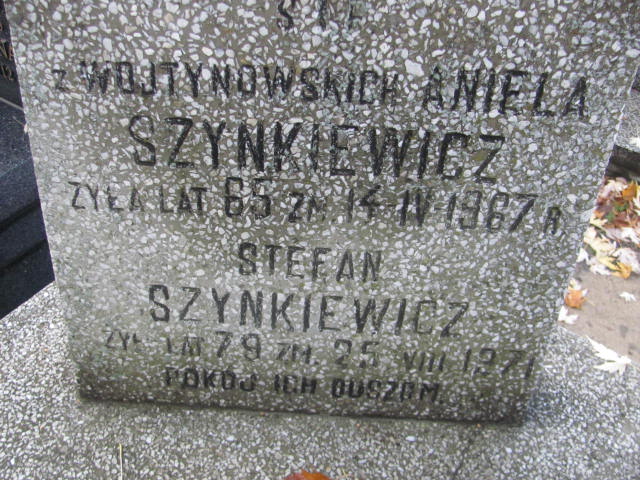 Ś.P.
z WOJTYNOWSKICH ANIELA
SZYNKIEWICZ
ŻYŁA LAT 65 ZM. 14-IV-1967 R.
STEFAN
SZYNKIEWICZ
ŻYŁ LAT 79 ZM. 25 VIII 1971
POKÓJ ICH DUSZOM.